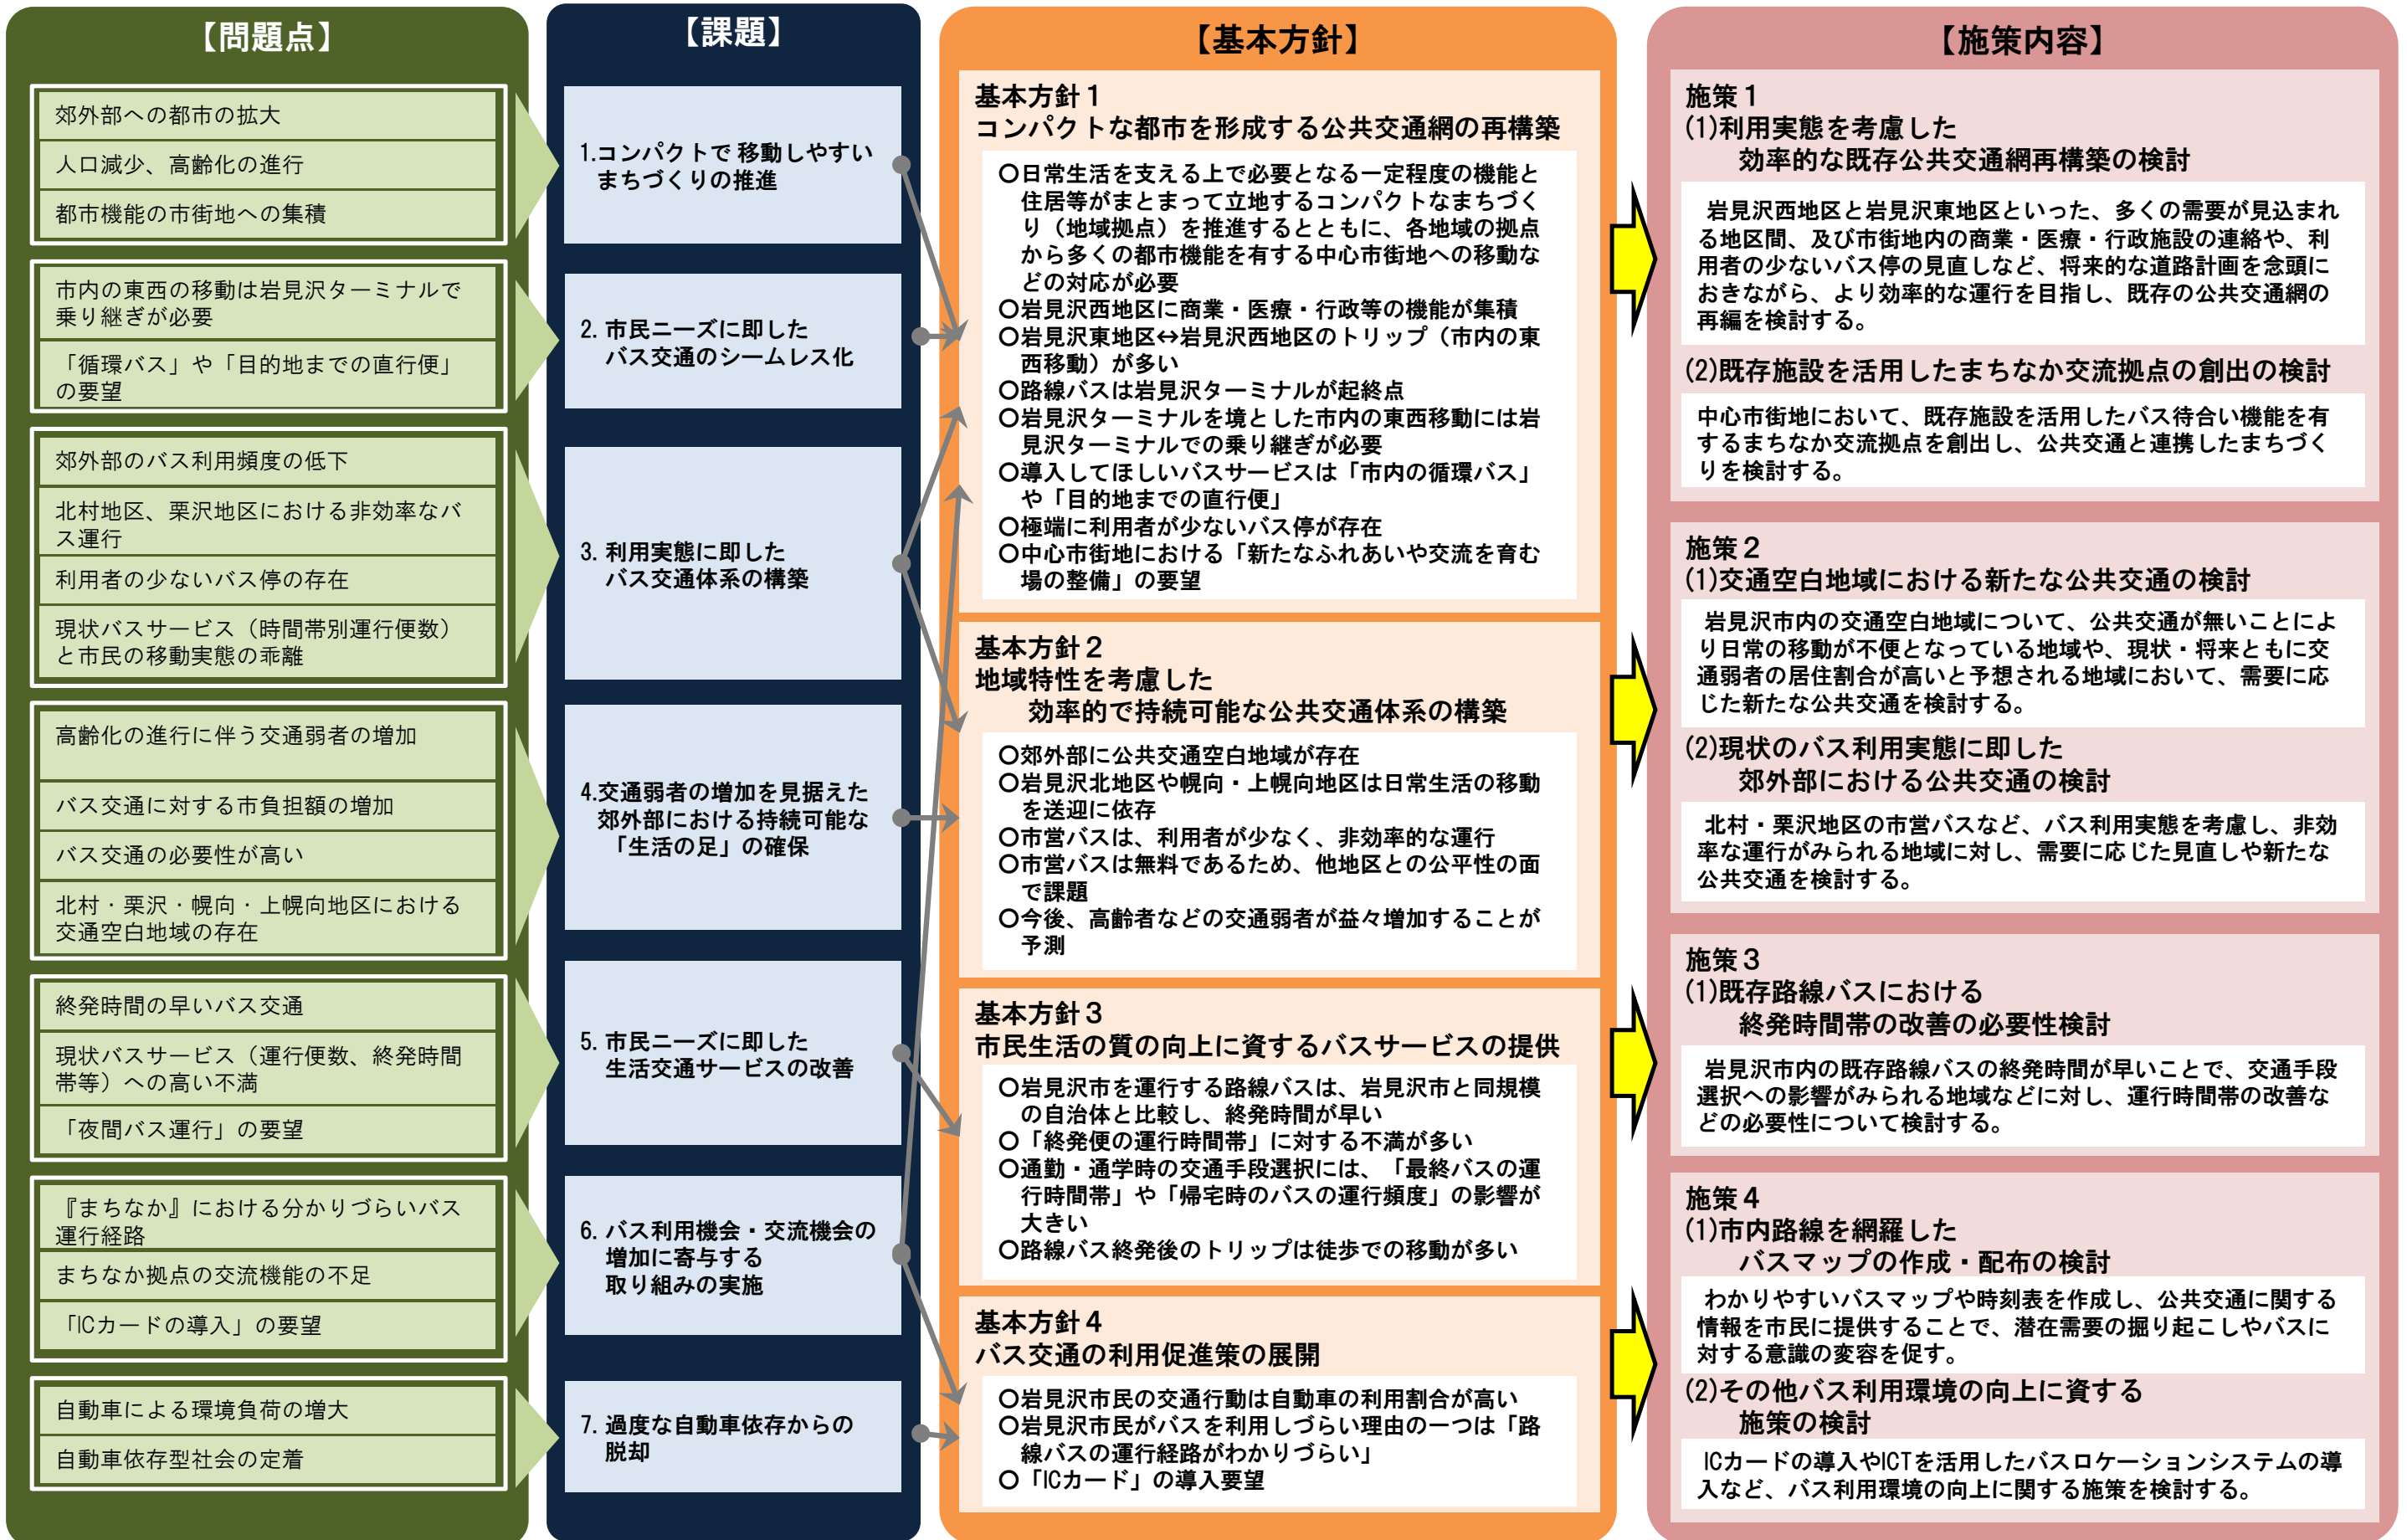 【問題点】
郊外部への都市の拡大
人口減少、高齢化の進行
都市機能の市街地への集積
市内の東西の移動は岩見沢ターミナルで
乗り継ぎが必要
「循環バス」や「目的地までの直行便」
の要望
郊外部のバス利用頻度の低下
北村地区、栗沢地区における非効率なバ
ス運行
利用者の少ないバス停の存在
現状バスサービス（時間帯別運行便数）
と市民の移動実態の乖離
高齢化の進行に伴う交通弱者の増加
バス交通に対する市負担額の増加
バス交通の必要性が高い
北村・栗沢・幌向・上幌向地区における
交通空白地域の存在
終発時間の早いバス交通
現状バスサービス（運行便数、終発時間
帯等）への高い不満
「夜間バス運行」の要望
『まちなか』における分かりづらいバス
運行経路
まちなか拠点の交流機能の不足
「ICカードの導入」の要望
自動車による環境負荷の増大
自動車依存型社会の定着
【課題】
1.コンパクトで 移動しやすい
まちづくりの推進
2. 市民ニーズに即した
バス交通のシームレス化
3. 利用実態に即した
バス交通体系の構築
4.交通弱者の増加を見据えた
郊外部における持続可能な
「生活の足」の確保
5. 市民ニーズに即した
生活交通サービスの改善
6. バス利用機会・交流機会の
増加に寄与する
取り組みの実施
7. 過度な自動車依存からの
脱却
【基本方針】
基本方針１
コンパクトな都市を形成する公共交通網の再構築
〇日常生活を支える上で必要となる一定程度の機能と
住居等がまとまって立地するコンパクトなまちづく
り（地域拠点）を推進するとともに、各地域の拠点
から多くの都市機能を有する中心市街地への移動な
どの対応が必要
〇岩見沢西地区に商業・医療・行政等の機能が集積
〇岩見沢東地区↔岩見沢西地区のトリップ（市内の東
西移動）が多い
〇路線バスは岩見沢ターミナルが起終点
〇岩見沢ターミナルを境とした市内の東西移動には岩
見沢ターミナルでの乗り継ぎが必要
〇導入してほしいバスサービスは「市内の循環バス」
や「目的地までの直行便」
〇極端に利用者が少ないバス停が存在
〇中心市街地における「新たなふれあいや交流を育む
場の整備」の要望
基本方針２
地域特性を考慮した
効率的で持続可能な公共交通体系の構築
〇郊外部に公共交通空白地域が存在
〇岩見沢北地区や幌向・上幌向地区は日常生活の移動
を送迎に依存
〇市営バスは、利用者が少なく、非効率的な運行
〇市営バスは無料であるため、他地区との公平性の面
で課題
〇今後、高齢者などの交通弱者が益々増加することが
予測
基本方針３
市民生活の質の向上に資するバスサービスの提供
〇岩見沢市を運行する路線バスは、岩見沢市と同規模
の自治体と比較し、終発時間が早い
〇「終発便の運行時間帯」に対する不満が多い
〇通勤・通学時の交通手段選択には、「最終バスの運
行時間帯」や「帰宅時のバスの運行頻度」の影響が
大きい
〇路線バス終発後のトリップは徒歩での移動が多い
基本方針４
バス交通の利用促進策の展開
〇岩見沢市民の交通行動は自動車の利用割合が高い
〇岩見沢市民がバスを利用しづらい理由の一つは「路
線バスの運行経路がわかりづらい」
〇「ICカード」の導入要望
【施策内容】
施策１
(1)利用実態を考慮した
効率的な既存公共交通網再構築の検討
岩見沢西地区と岩見沢東地区といった、多くの需要が見込まれ
る地区間、及び市街地内の商業・医療・行政施設の連絡や、利
用者の少ないバス停の見直しなど、将来的な道路計画を念頭に
おきながら、より効率的な運行を目指し、既存の公共交通網の
再編を検討する。
(2)既存施設を活用したまちなか交流拠点の創出の検討
中心市街地において、既存施設を活用したバス待合い機能を有
するまちなか交流拠点を創出し、公共交通と連携したまちづく
りを検討する。
施策２
(1)交通空白地域における新たな公共交通の検討
岩見沢市内の交通空白地域について、公共交通が無いことによ
り日常の移動が不便となっている地域や、現状・将来ともに交
通弱者の居住割合が高いと予想される地域において、需要に応
じた新たな公共交通を検討する。
(2)現状のバス利用実態に即した
郊外部における公共交通の検討
北村・栗沢地区の市営バスなど、バス利用実態を考慮し、非効
率な運行がみられる地域に対し、需要に応じた見直しや新たな
公共交通を検討する。
施策３
(1)既存路線バスにおける
終発時間帯の改善の必要性検討
岩見沢市内の既存路線バスの終発時間が早いことで、交通手段
選択への影響がみられる地域などに対し、運行時間帯の改善な
どの必要性について検討する。
施策４
(1)市内路線を網羅した
バスマップの作成・配布の検討
わかりやすいバスマップや時刻表を作成し、公共交通に関する
情報を市民に提供することで、潜在需要の掘り起こしやバスに
対する意識の変容を促す。
(2)その他バス利用環境の向上に資する
施策の検討
ICカードの導入やICTを活用したバスロケーションシステムの導
入など、バス利用環境の向上に関する施策を検討する。